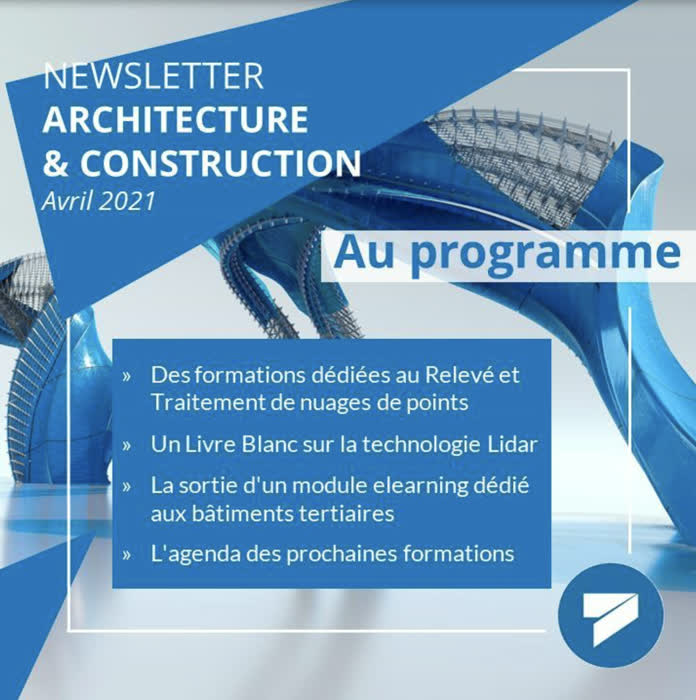 NEWSLETTER
ARCHITECTURE
& CONSTRUCTION
Avril 2021
Au programme
» Des formations dédiées au Relevé et
Traitement de nuages de points
» Un Livre Blanc sur la technologie Lidar
» La sortie d'un module elearning dédié
aux bâtiments tertiaires
» L'agenda des prochaines formations